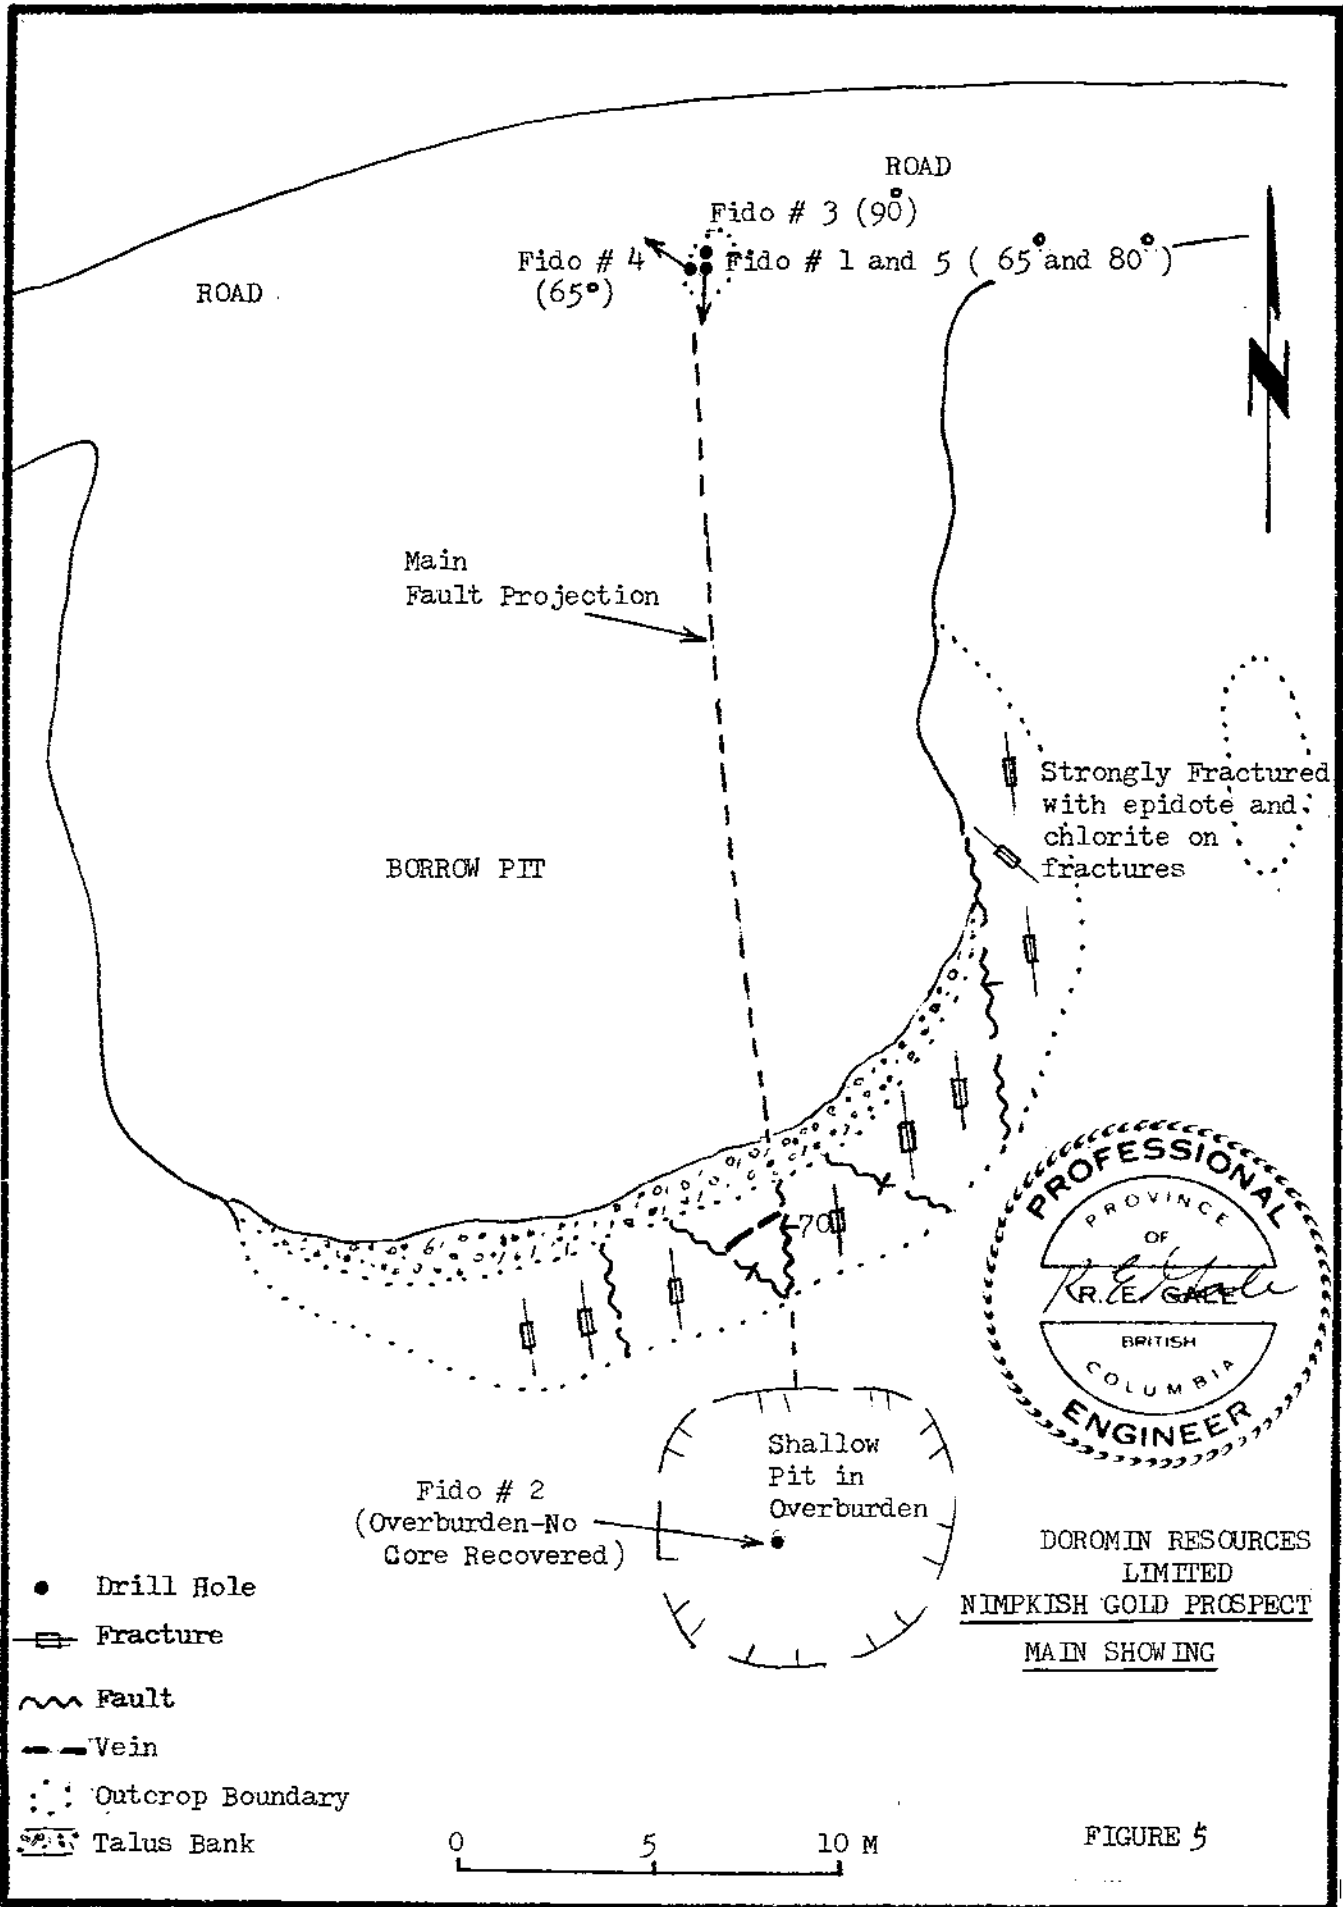 ROAD
Fido # 3 (90°)
Fido # 4
(65°)
Fido # 1 and 5 ( 65° and 80° )
ROAD
N
Main
Fault Projection
Strongly Fractured
with epidote and
chlorite on
fractures
BORROW PIT
70
PROFESSIONAL
PROVINCE
OF
R. E. Gale
R. E. GALE
BRITISH
COLUMBIA
ENGINEER
Shallow
Pit in
Overburden
Fido # 2
(Overburden-No
Core Recovered)
DOROMIN RESOURCES
LIMITED
NIMPKISH GOLD PROSPECT
MAIN SHOWING
Drill Hole
Fracture
Fault
Vein
Outcrop Boundary
Talus Bank
0 5 10 M
FIGURE 5